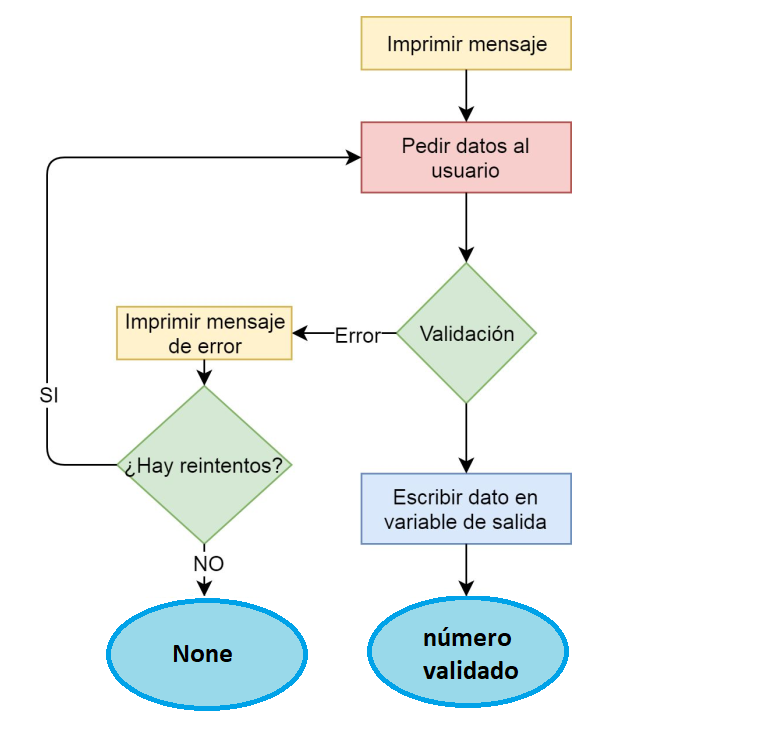 Imprimir mensaje
Pedir datos al
usuario
Validación
Error
Imprimir mensaje
de error
SI
¿Hay reintentos?
NO
None
Escribir dato en
variable de salida
número
validado